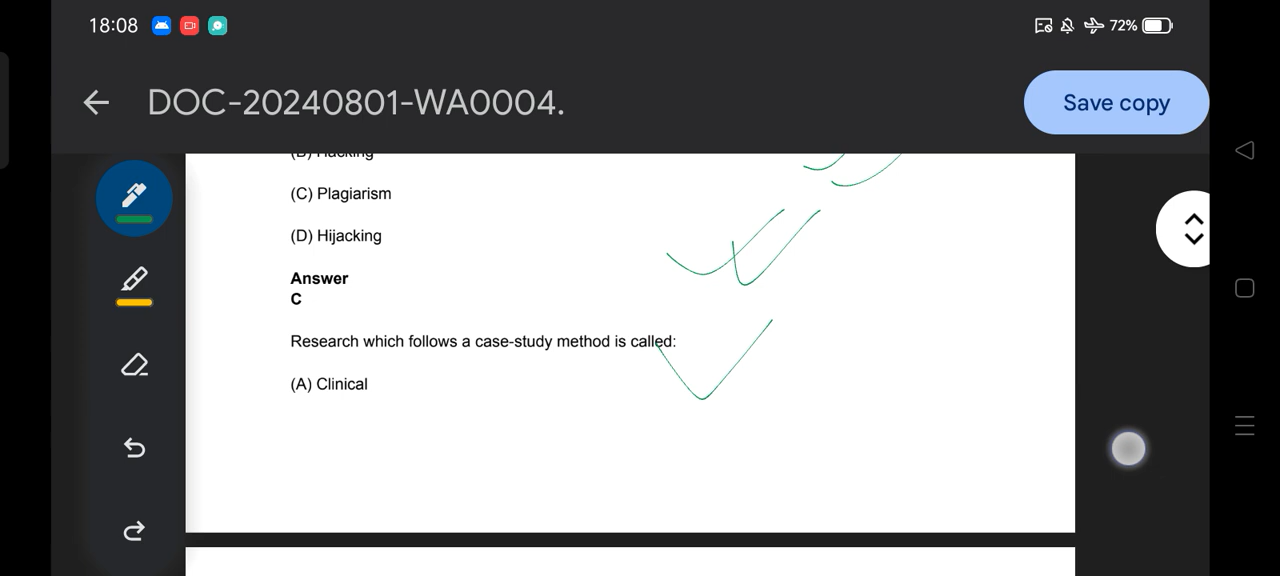 18:08
72%
DOC-20240801-WA0004.
Save copy
(B) Hacking
(C) Plagiarism
(D) Hijacking
Answer
C
Research which follows a case-study method is called:
(A) Clinical